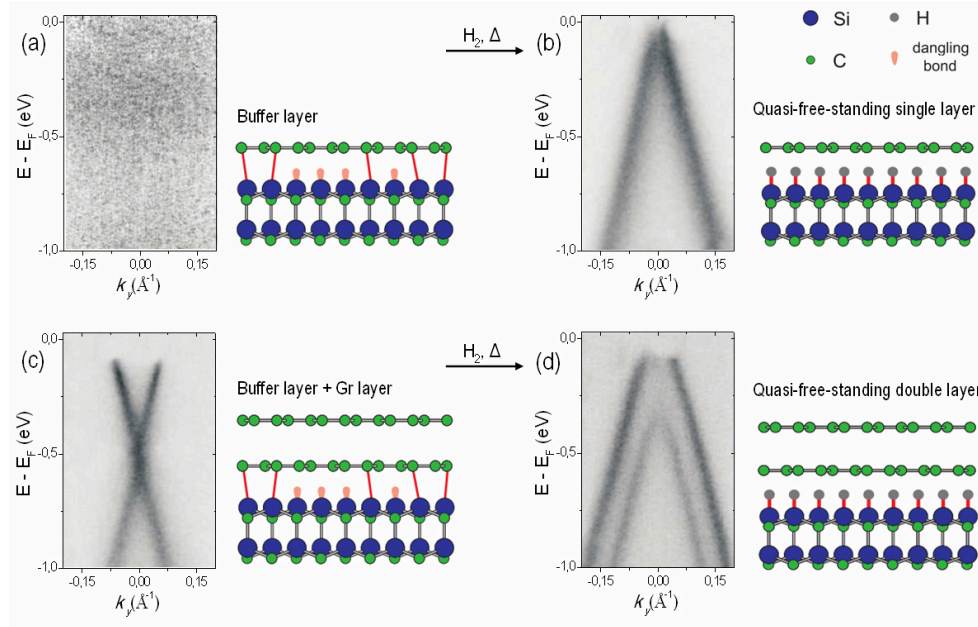 (a)
0,0
-0,5
-1,0
E - E_F (eV)
-0,15 0,00 0,15
k_y(Å⁻¹)
Buffer layer
H₂, Δ
(b)
0,0
-0,5
-1,0
E - E_F (eV)
-0,15 0,00 0,15
k_y(Å⁻¹)
Si
H
C
dangling
bond
Quasi-free-standing single layer
(c)
0,0
-0,5
-1,0
E - E_F (eV)
-0,15 0,00 0,15
k_y(Å⁻¹)
Buffer layer + Gr layer
H₂, Δ
(d)
0,0
-0,5
-1,0
E - E_F (eV)
-0,15 0,00 0,15
k_y(Å⁻¹)
Quasi-free-standing double layer